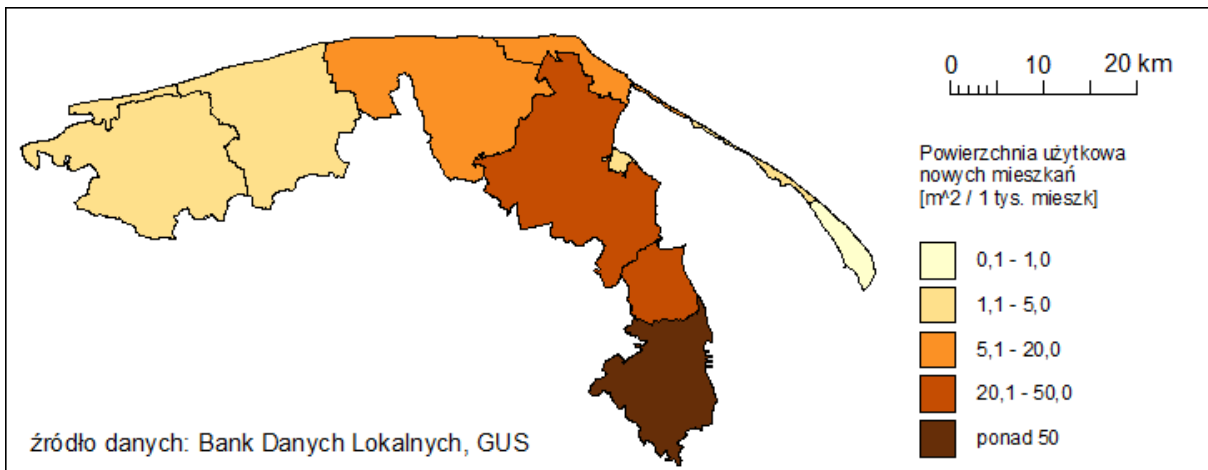 0 10 20 km
Powierzchnia użytkowa
nowych mieszkań
[m^2 / 1 tys. mieszk]
0,1 - 1,0
1,1 - 5,0
5,1 - 20,0
20,1 - 50,0
ponad 50
źródło danych: Bank Danych Lokalnych, GUS